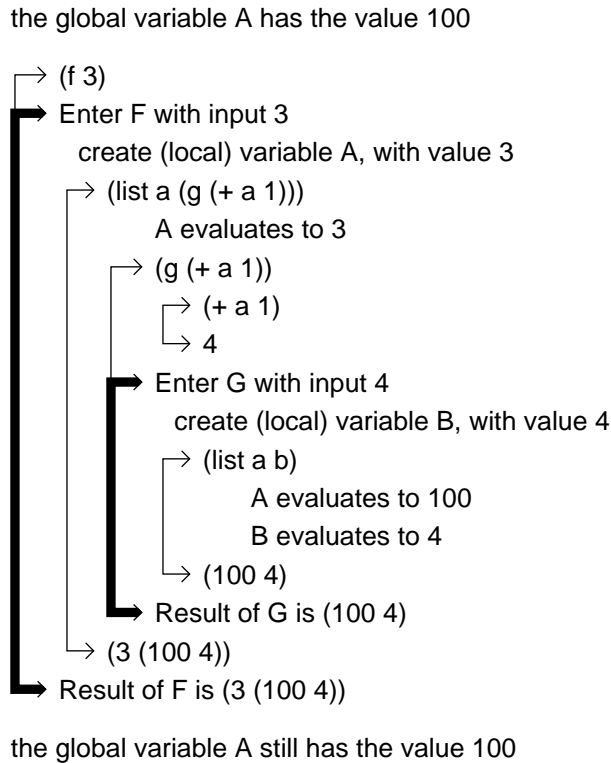 the global variable A has the value 100
(f 3)
Enter F with input 3
create (local) variable A, with value 3
(list a (g (+ a 1)))
A evaluates to 3
(g (+ a 1))
(+ a 1)
4
Enter G with input 4
create (local) variable B, with value 4
(list a b)
A evaluates to 100
B evaluates to 4
(100 4)
Result of G is (100 4)
(3 (100 4))
Result of F is (3 (100 4))
the global variable A still has the value 100